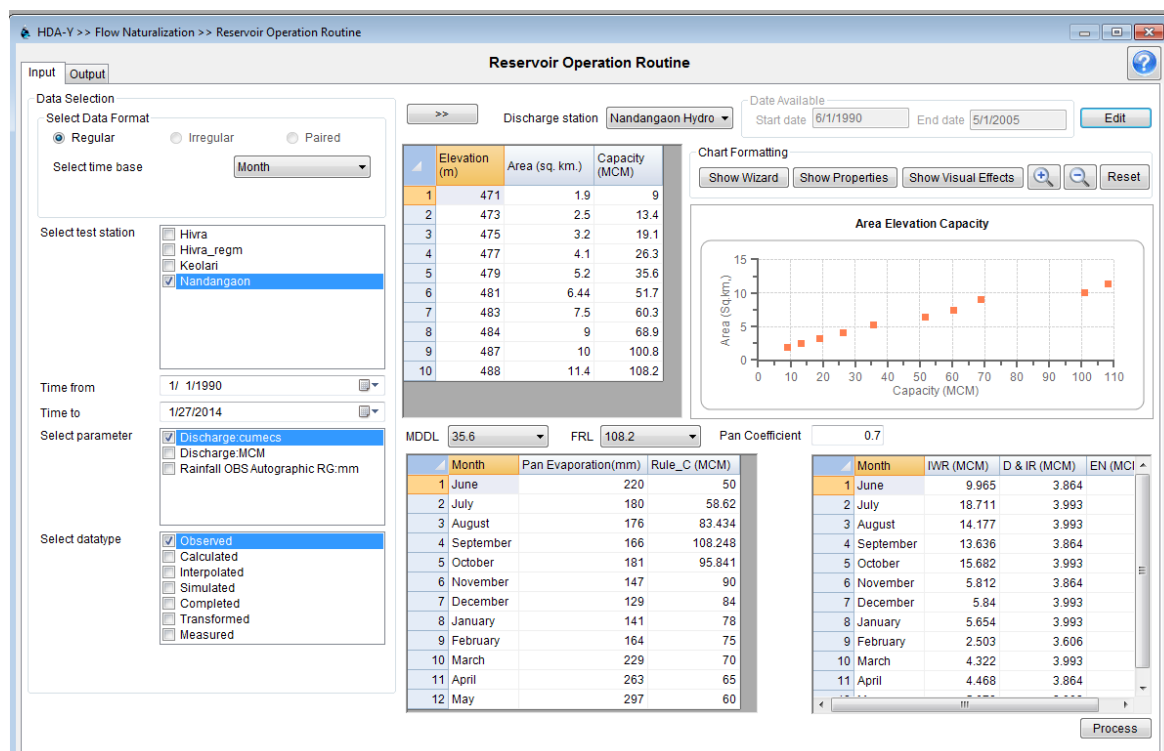 HDA-Y >> Flow Naturalization >> Reservoir Operation Routine
Reservoir Operation Routine
Input Output
Data Selection
Select Data Format
Regular Irregular Paired
Select time base Month
Select test station
Hivra
Hivra_regm
Keolari
Nandangaon
Time from 1/ 1/1990
Time to 1/27/2014
Select parameter
Discharge:cumecs
Discharge:MCM
Rainfall OBS Autographic RG:mm
Select datatype
Observed
Calculated
Interpolated
Simulated
Completed
Transformed
Measured
>> Discharge station Nandangaon Hydro
Date Available
Start date 6/1/1990 End date 5/1/2005 Edit
Elevation (m) Area (sq. km.) Capacity (MCM)
1 471 1.9 9
2 473 2.5 13.4
3 475 3.2 19.1
4 477 4.1 26.3
5 479 5.2 35.6
6 481 6.44 51.7
7 483 7.5 60.3
8 484 9 68.9
9 487 10 100.8
10 488 11.4 108.2
Chart Formatting
Show Wizard Show Properties Show Visual Effects Reset
Area Elevation Capacity
Area (Sq.km.)
15
10
5
0
0 10 20 30 40 50 60 70 80 90 100 110
Capacity (MCM)
MDDL 35.6 FRL 108.2 Pan Coefficient 0.7
Month Pan Evaporation(mm) Rule_C (MCM)
1 June 220 50
2 July 180 58.62
3 August 176 83.434
4 September 166 108.248
5 October 181 95.841
6 November 147 90
7 December 129 84
8 January 141 78
9 February 164 75
10 March 229 70
11 April 263 65
12 May 297 60
Month IWR (MCM) D & IR (MCM) EN (MCI
1 June 9.965 3.864
2 July 18.711 3.993
3 August 14.177 3.993
4 September 13.636 3.864
5 October 15.682 3.993
6 November 5.812 3.864
7 December 5.84 3.993
8 January 5.654 3.993
9 February 2.503 3.606
10 March 4.322 3.993
11 April 4.468 3.864
Process